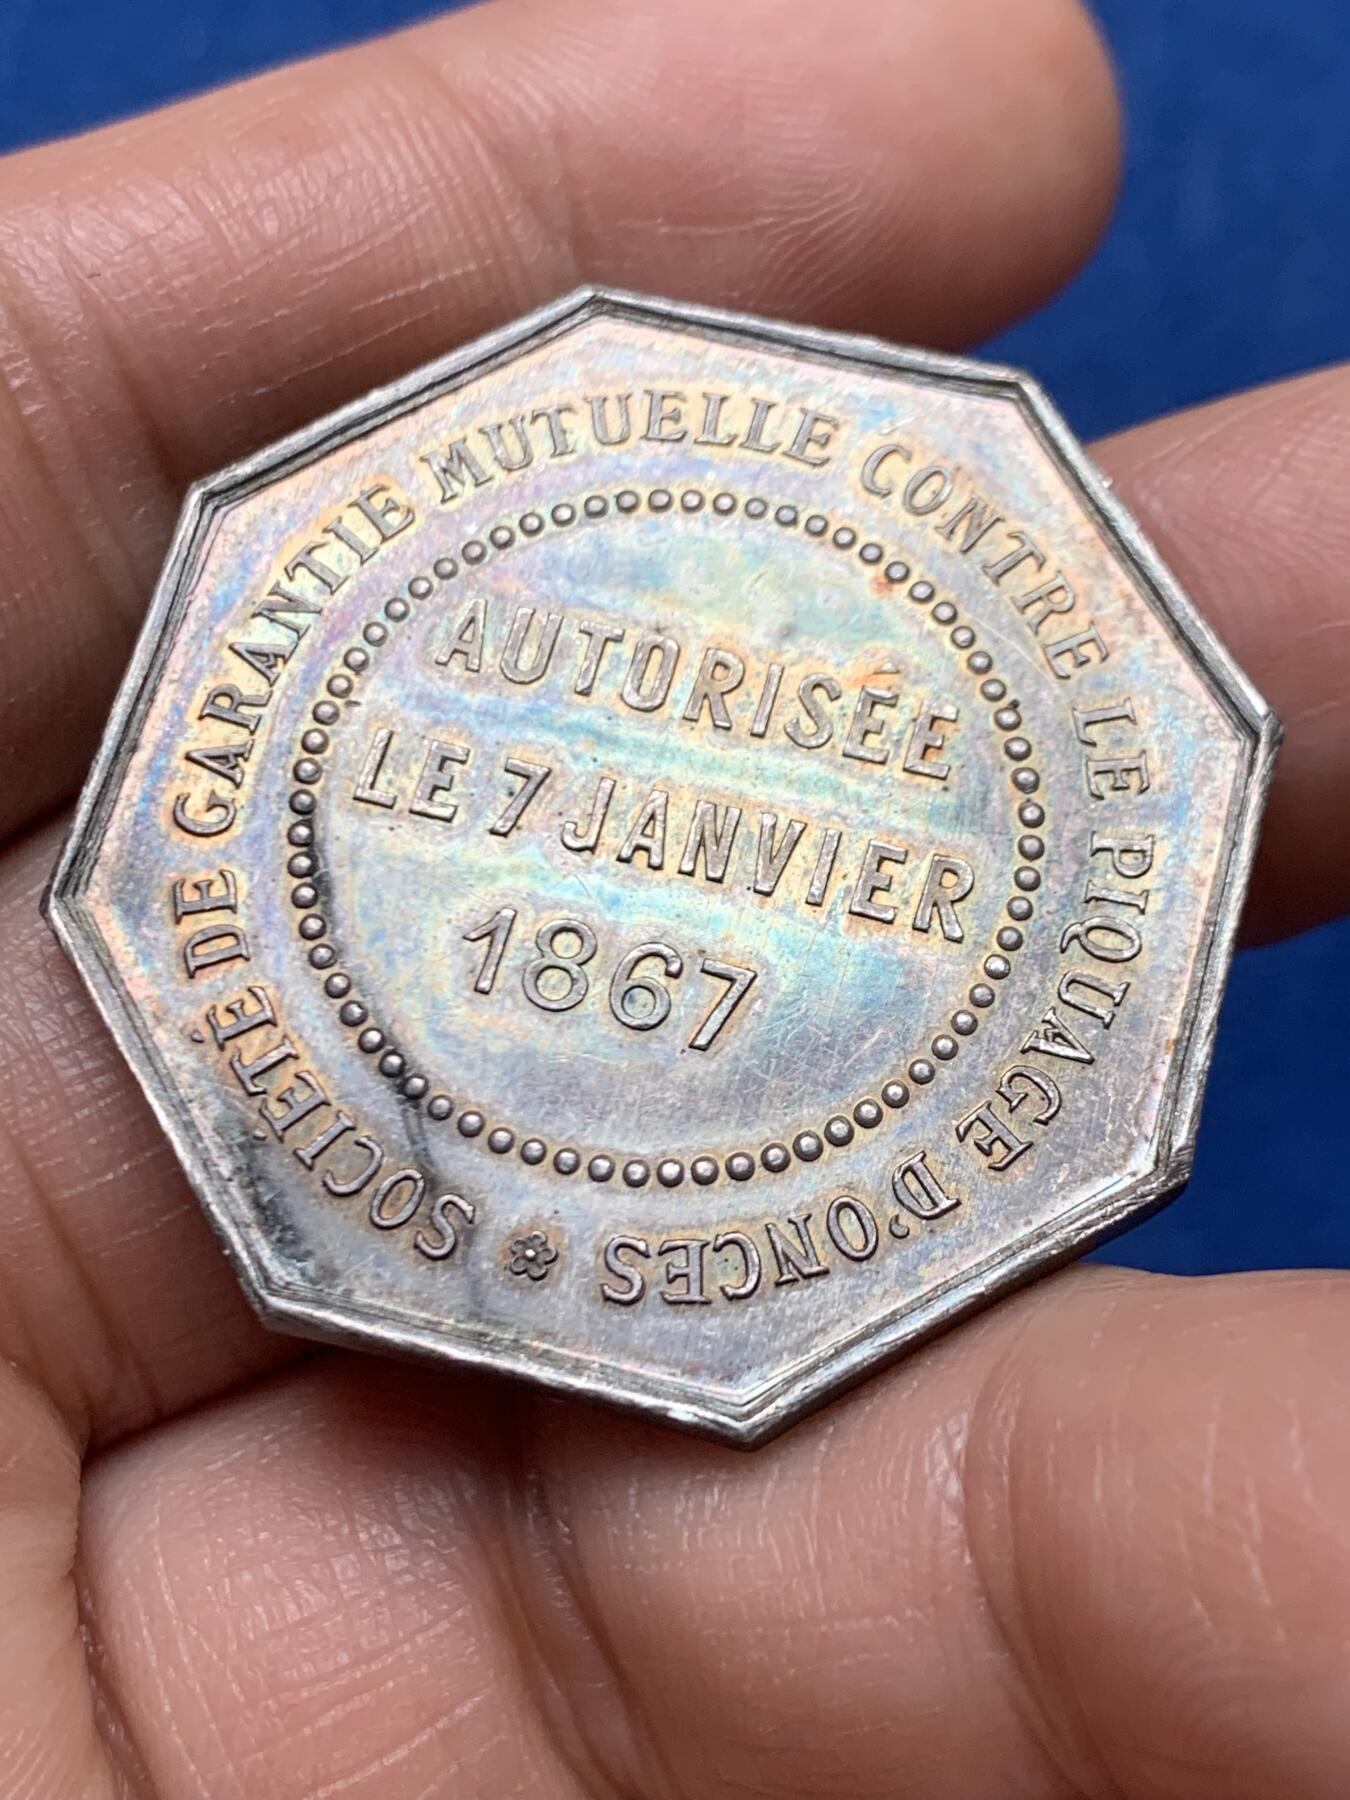 SOCIÉTÉ DE GARANTIE MUTUELLE CONTRE LE PIQUAGE D'ONCES
AUTORISÉE
LE 7 JANVIER
1867